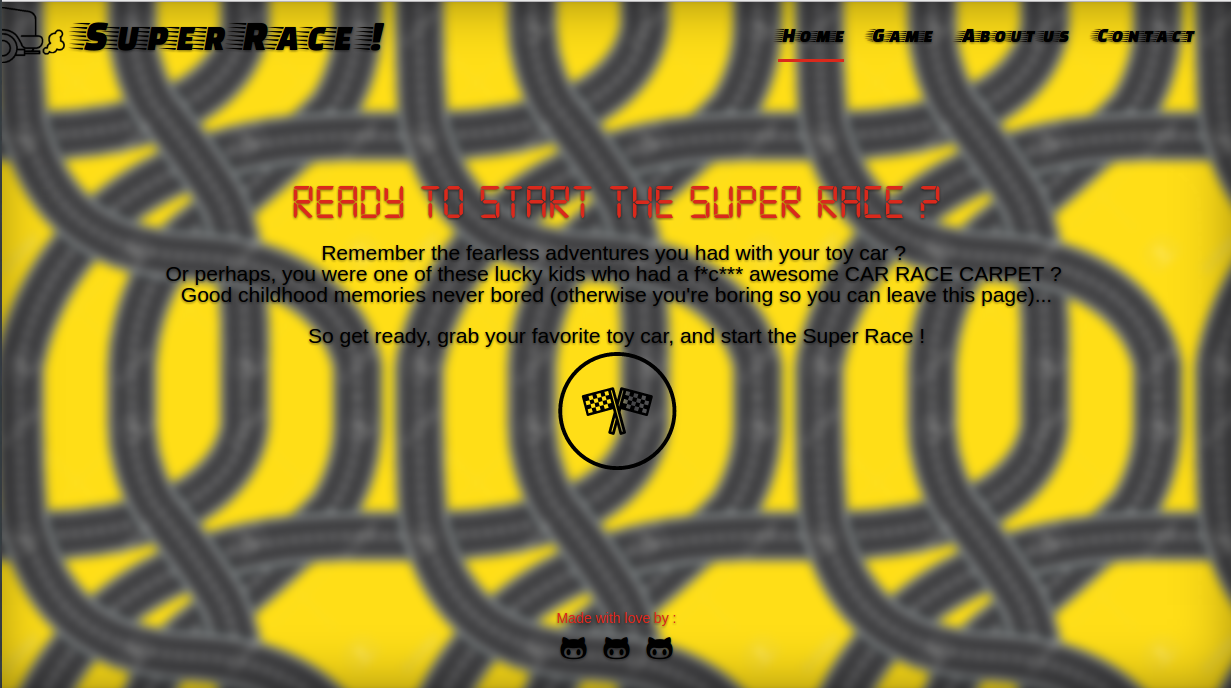 Super Race !
Home Game About us Contact
READY TO START THE SUPER RACE ?
Remember the fearless adventures you had with your toy car ?
Or perhaps, you were one of these lucky kids who had a f*c*** awesome CAR RACE CARPET ?
Good childhood memories never bored (otherwise you're boring so you can leave this page)...
So get ready, grab your favorite toy car, and start the Super Race !
Made with love by :